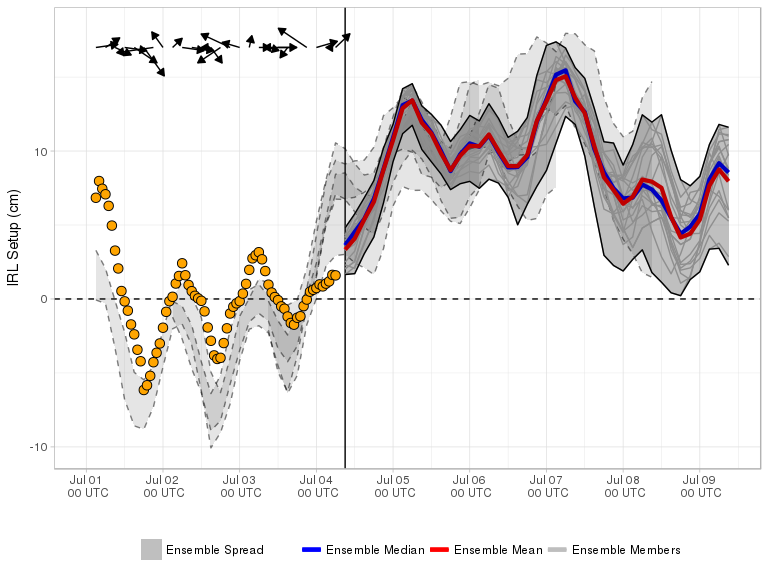 IRL Setup (cm)
10
0
-10
Jul 01 Jul 02 Jul 03 Jul 04 Jul 05 Jul 06 Jul 07 Jul 08 Jul 09
00 UTC 00 UTC 00 UTC 00 UTC 00 UTC 00 UTC 00 UTC 00 UTC 00 UTC
Ensemble Spread Ensemble Median Ensemble Mean Ensemble Members